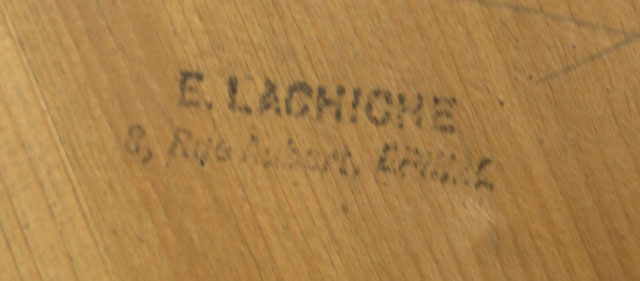 E. LACHICHE
8, Rue Aubert, EPINAL